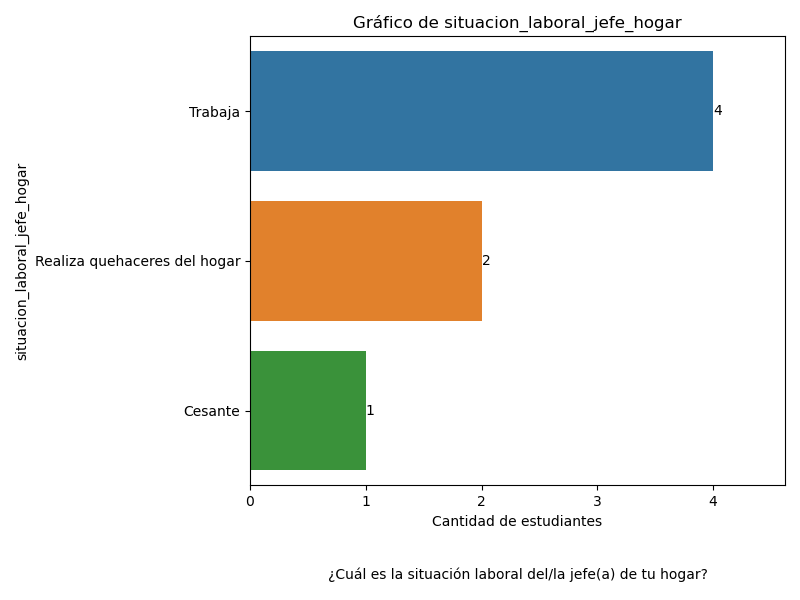 Gráfico de situacion_laboral_jefe_hogar
situacion_laboral_jefe_hogar
Trabaja
4
Realiza quehaceres del hogar
2
Cesante
1
0 1 2 3 4
Cantidad de estudiantes
¿Cuál es la situación laboral del/la jefe(a) de tu hogar?